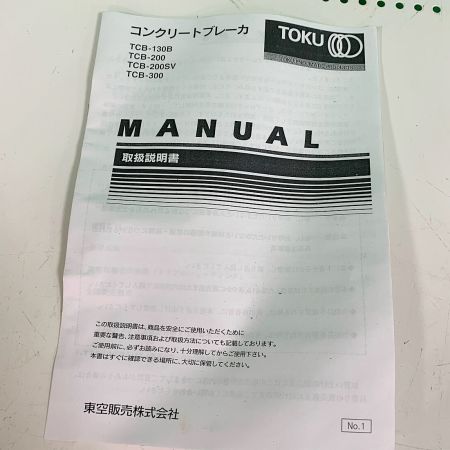 コンクリートブレーカ
TOKU
TCB-130B
TCB-200
TCB-200SV
TCB-300
MANUAL
取扱説明書
この取扱説明書は、商品を安全にご使用いただくために
重要な警告、注意事項および取扱方法についても記載しております。
ご使用前に、必ずお読みになり、十分理解してからご使用下さい。
本書はすぐに確認できる場所に、大切に保管してください。
東空販売株式会社
No.1